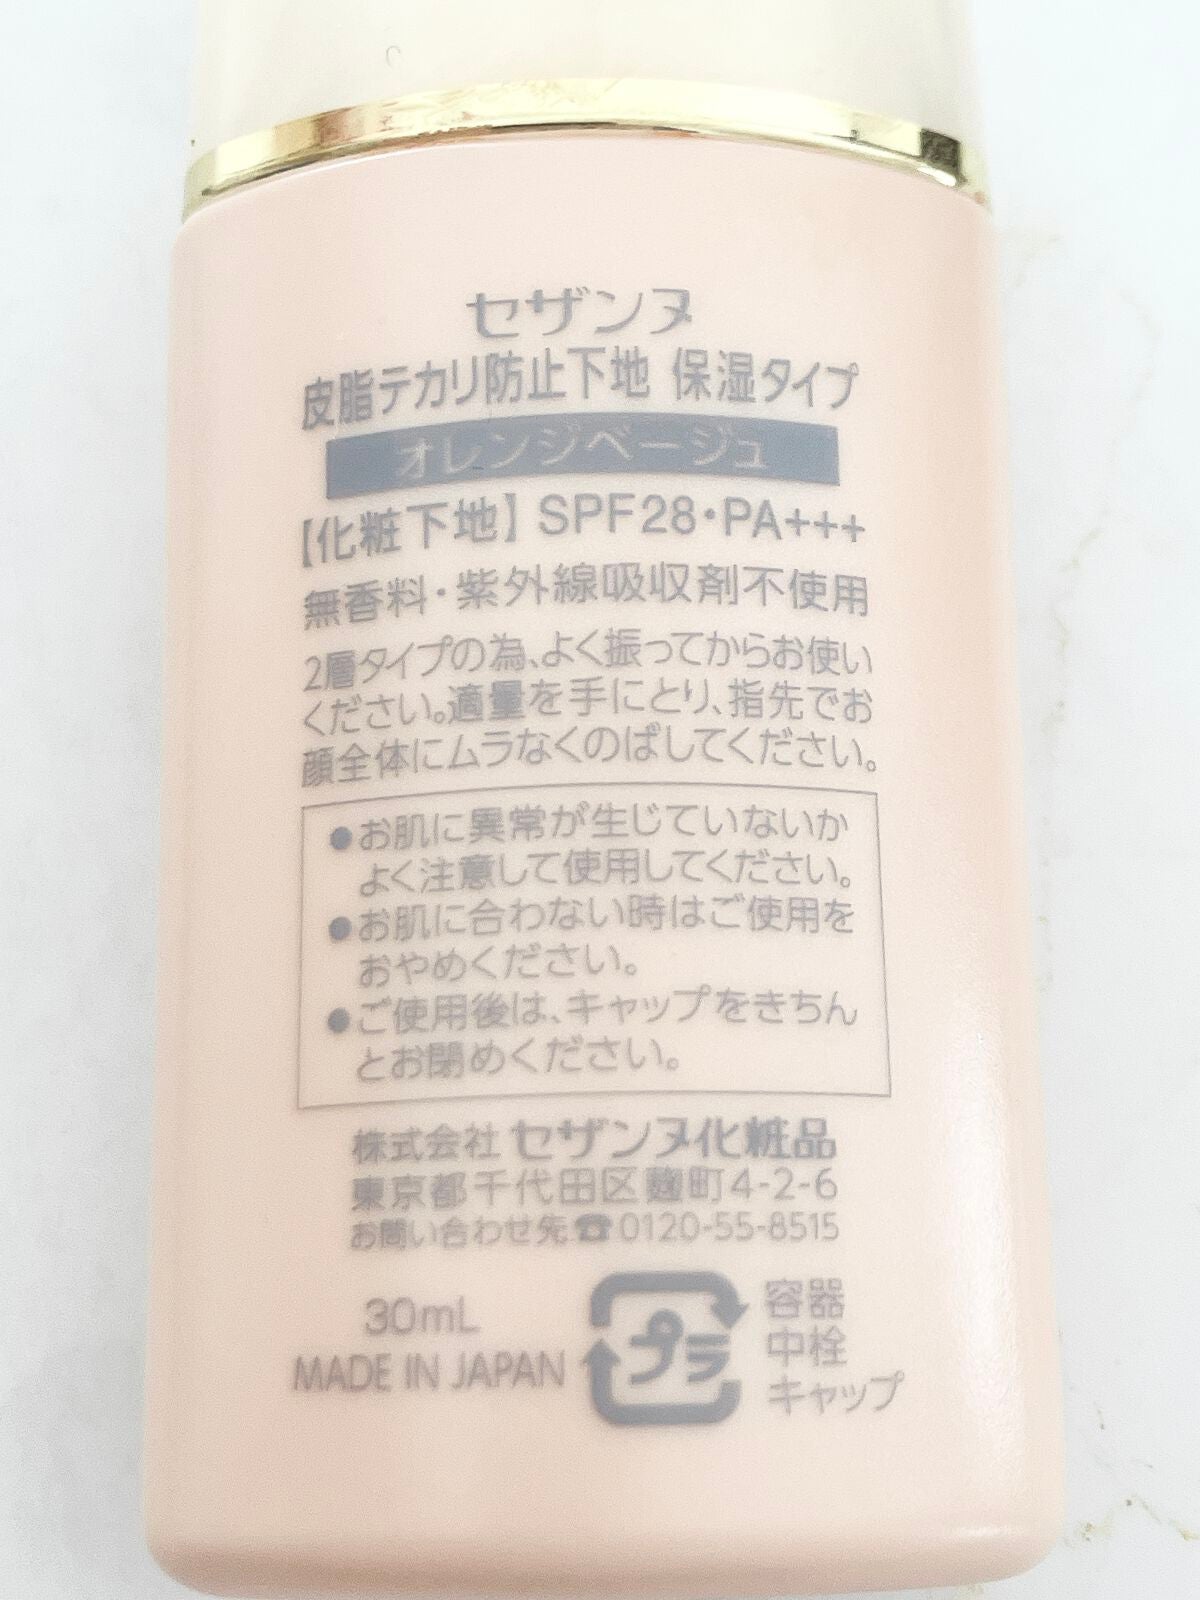 セザンヌ
皮脂テカリ防止下地 保湿タイプ
オレンジベージュ
【化粧下地】SPF28・PA+++
無香料・紫外線吸収剤不使用
2層タイプの為、よく振ってからお使い
ください。適量を手にとり、指先でお
顔全体にムラなくのばしてください。
●お肌に異常が生じていないか
よく注意して使用してください。
●お肌に合わない時はご使用を
おやめください。
●ご使用後は、キャップをきちん
とお閉めください。
株式会社 セザンヌ化粧品
東京都千代田区麹町4-2-6
お問い合わせ先☎0120-55-8515
30mL
MADE IN JAPAN
プラ
容器
中栓
キャップ